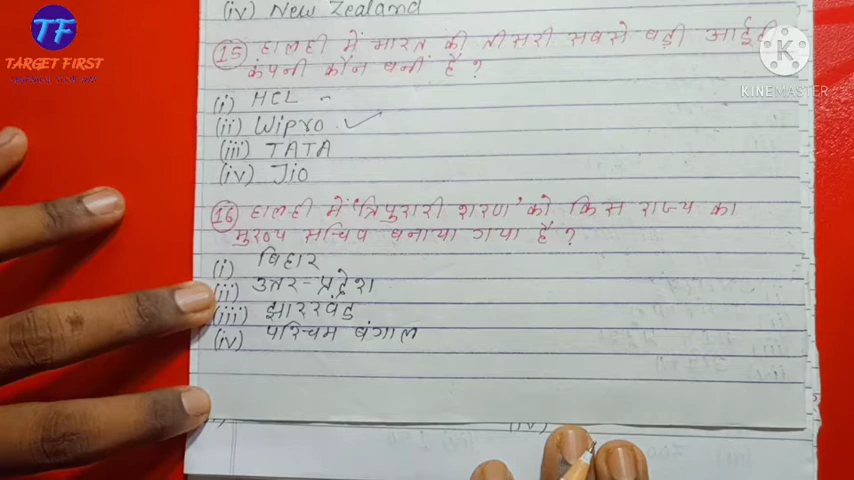 TF
TARGET FIRST
K
KINEMASTER
(iv) New Zealand
(15) हाल ही में भारत की तीसरी सबसे बड़ी आईटी
कंपनी कौन बनी है ?
(i) HCL -
(ii) Wipro ✓
(iii) TATA
(iv) Jio
(16) हाल ही में 'त्रिपुरारी शरण' को किस राज्य का
मुख्य सचिव बनाया गया है ?
(i) बिहार
(ii) उत्तर-प्रदेश
(iii) झारखंड
(iv) पश्चिम बंगाल
(iv)